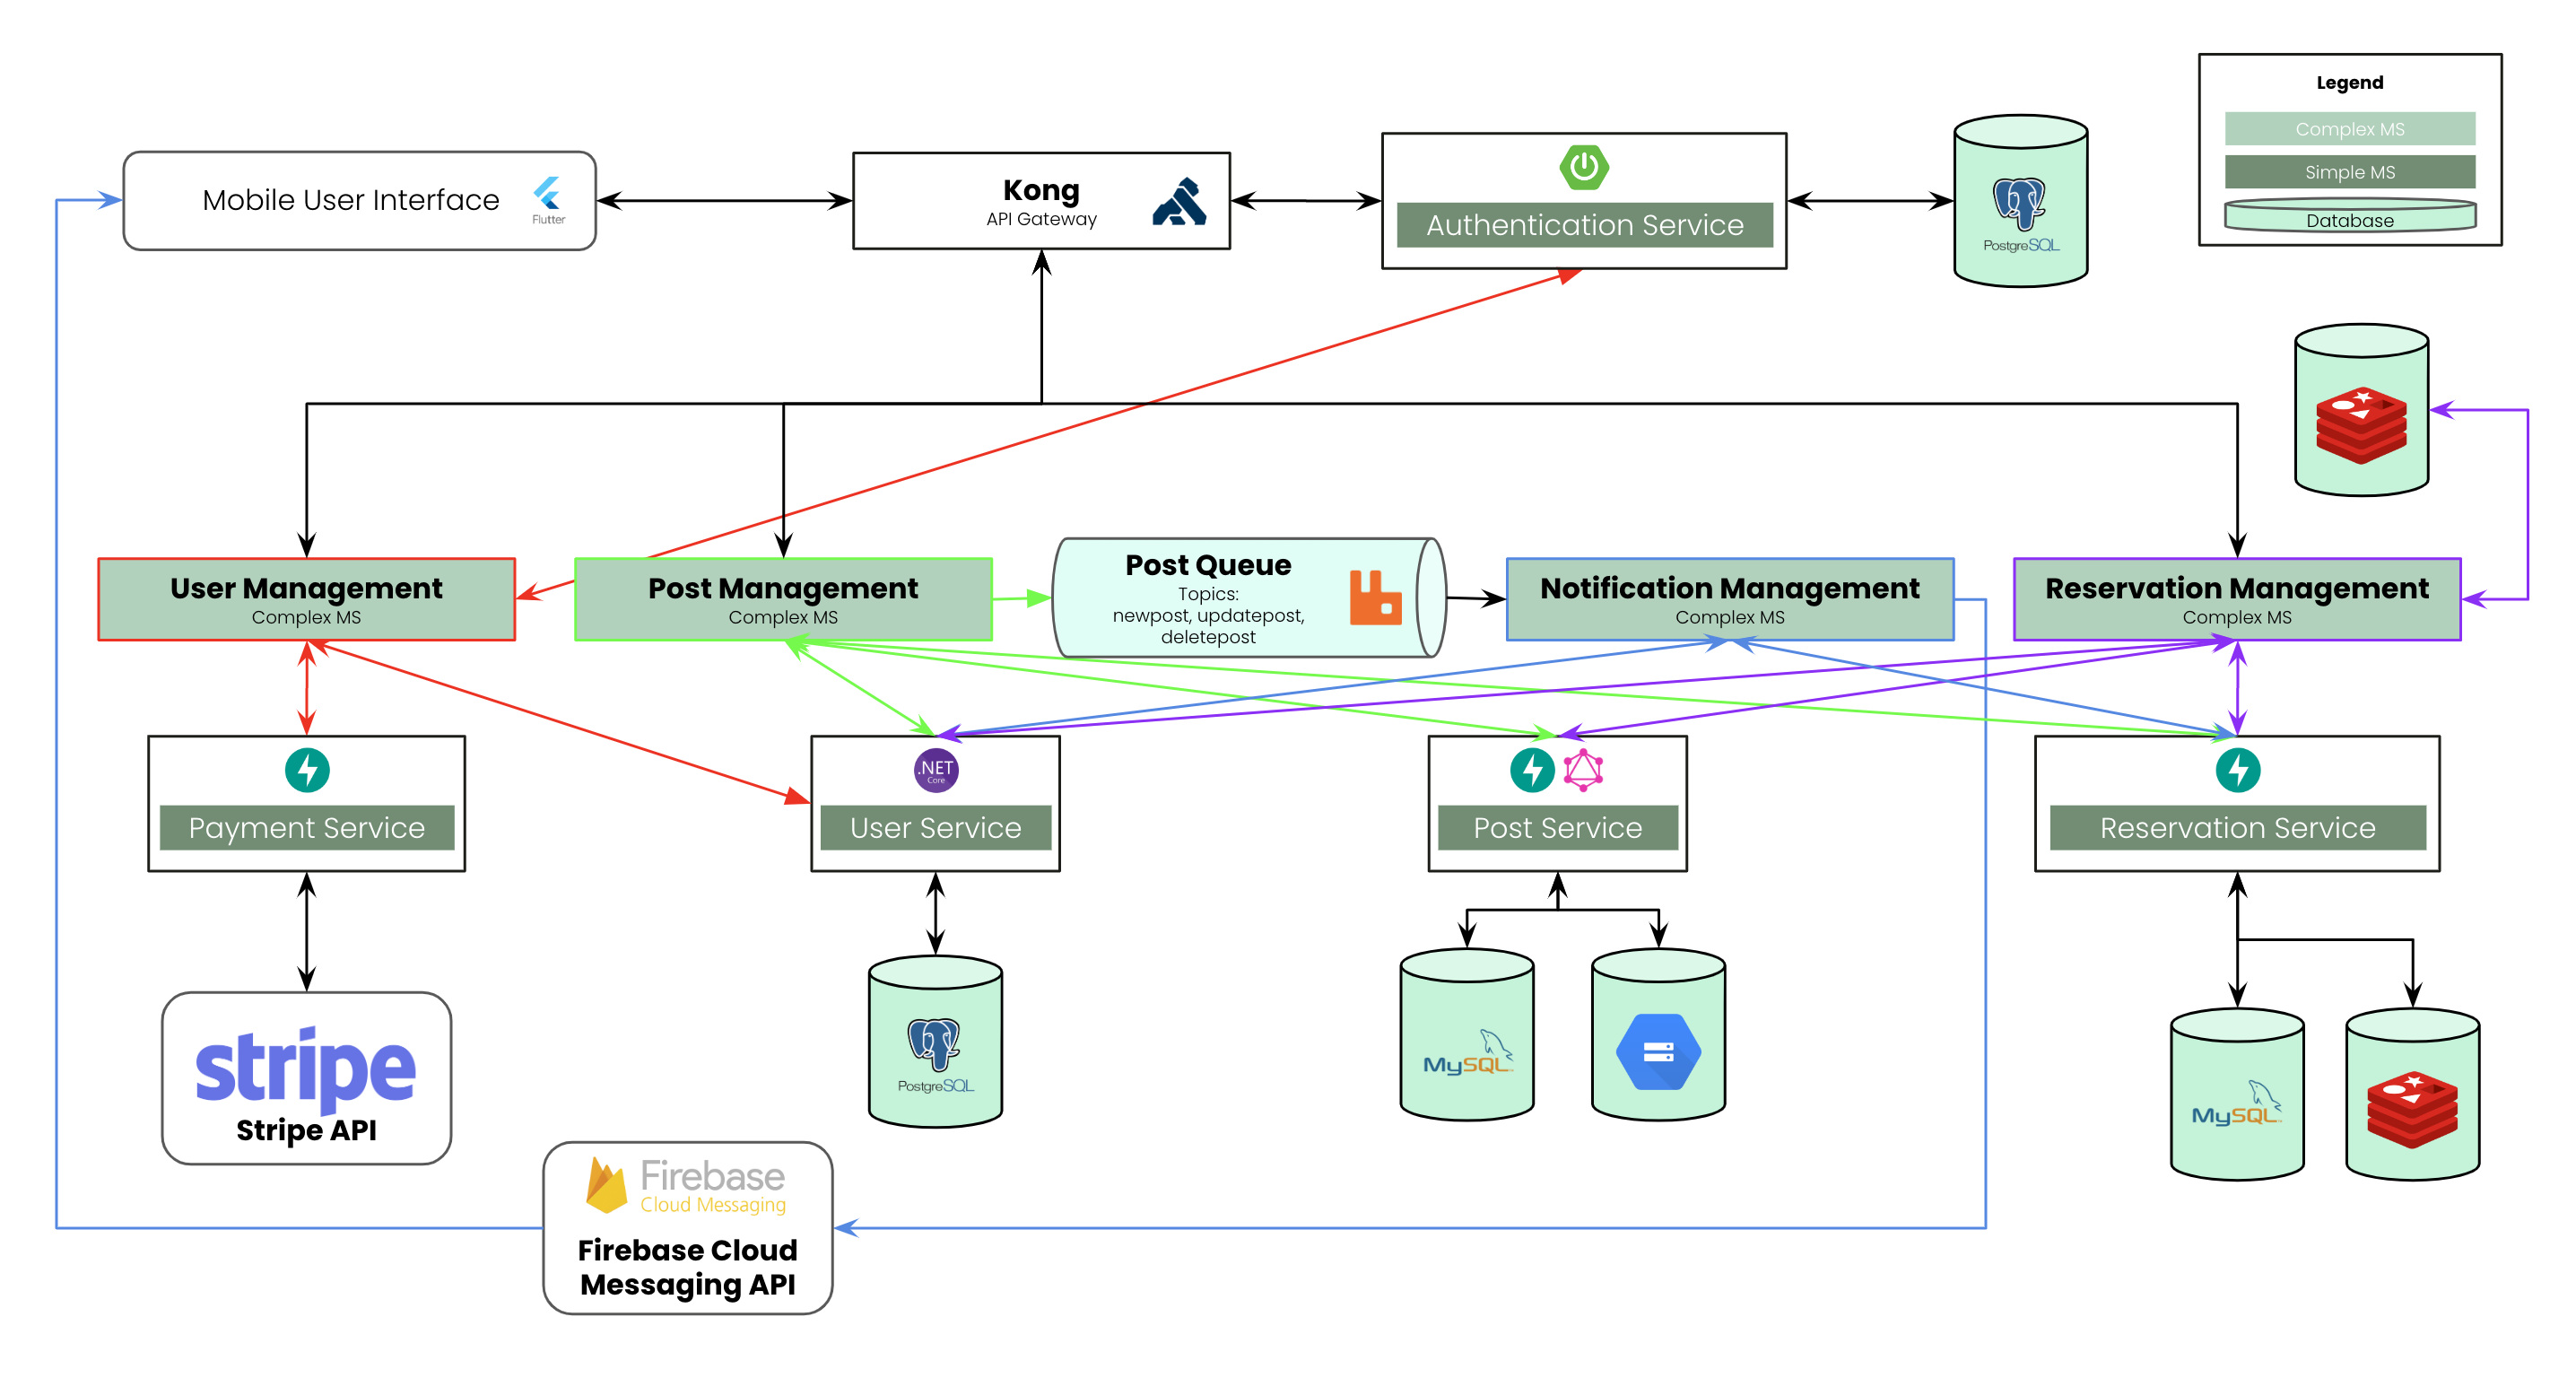 Legend
Complex MS
Simple MS
Database
Mobile User Interface
Flutter
Kong
API Gateway
Authentication Service
PostgreSQL
User Management
Complex MS
Post Management
Complex MS
Post Queue
Topics:
newpost, updatepost,
deletepost
Notification Management
Complex MS
Reservation Management
Complex MS
Payment Service
.NET
Core
User Service
Post Service
Reservation Service
stripe
Stripe API
PostgreSQL
MySQL
MySQL
Firebase
Cloud Messaging
Firebase Cloud
Messaging API